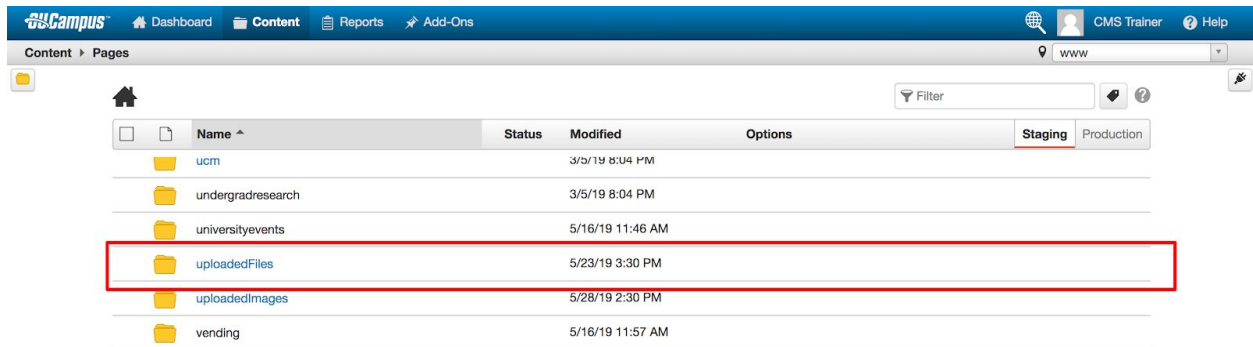 OU Campus Dashboard Content Reports Add-Ons CMS Trainer Help
Content Pages www
Filter
Name Status Modified Options Staging Production
ucm 3/5/19 8:04 PM
undergradresearch 3/5/19 8:04 PM
universityevents 5/16/19 11:46 AM
uploadedFiles 5/23/19 3:30 PM
uploadedImages 5/28/19 2:30 PM
vending 5/16/19 11:57 AM